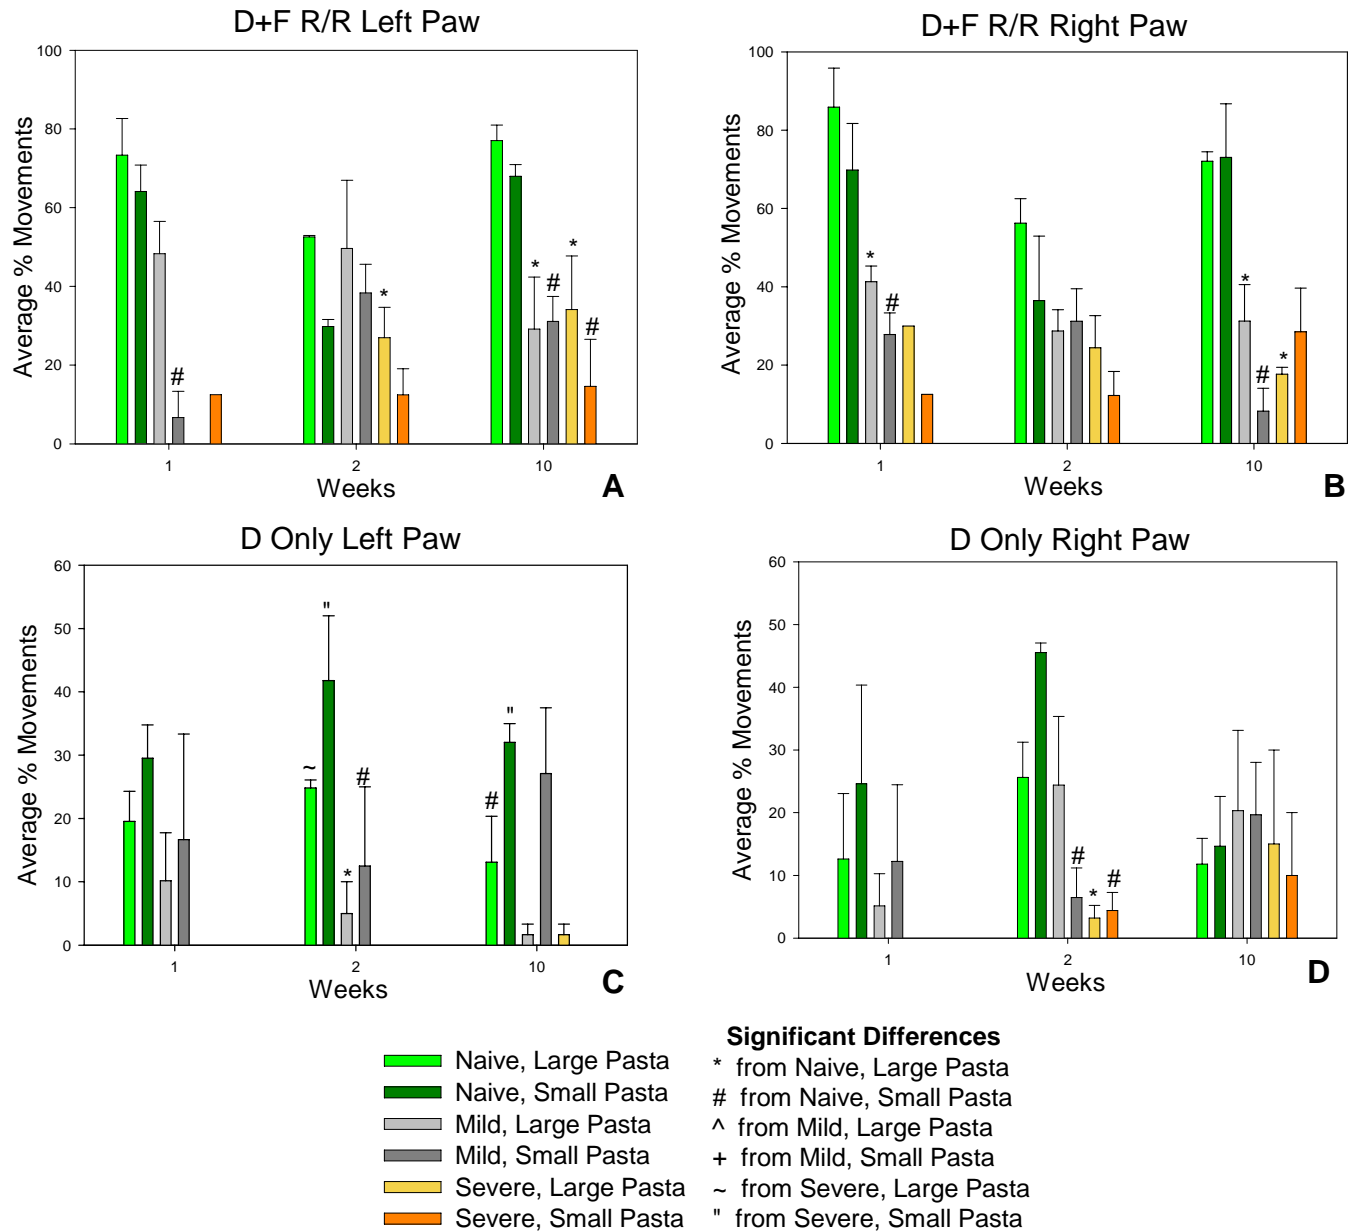 D+F R/R Left Paw
Average % Movements
100
80
60
40
20
0
*
#
*
#
*
#
1
2
10
Weeks
A
D+F R/R Right Paw
Average % Movements
100
80
60
40
20
0
*
#
*
#
*
1
2
10
Weeks
B
D Only Left Paw
Average % Movements
60
50
40
30
20
10
0
~
"
*
#
#
"
1
2
10
Weeks
C
D Only Right Paw
Average % Movements
60
50
40
30
20
10
0
#
*
#
1
2
10
Weeks
D
Naive, Large Pasta
Naive, Small Pasta
Mild, Large Pasta
Mild, Small Pasta
Severe, Large Pasta
Severe, Small Pasta
Significant Differences
* from Naive, Large Pasta
# from Naive, Small Pasta
^ from Mild, Large Pasta
+ from Mild, Small Pasta
~ from Severe, Large Pasta
" from Severe, Small Pasta